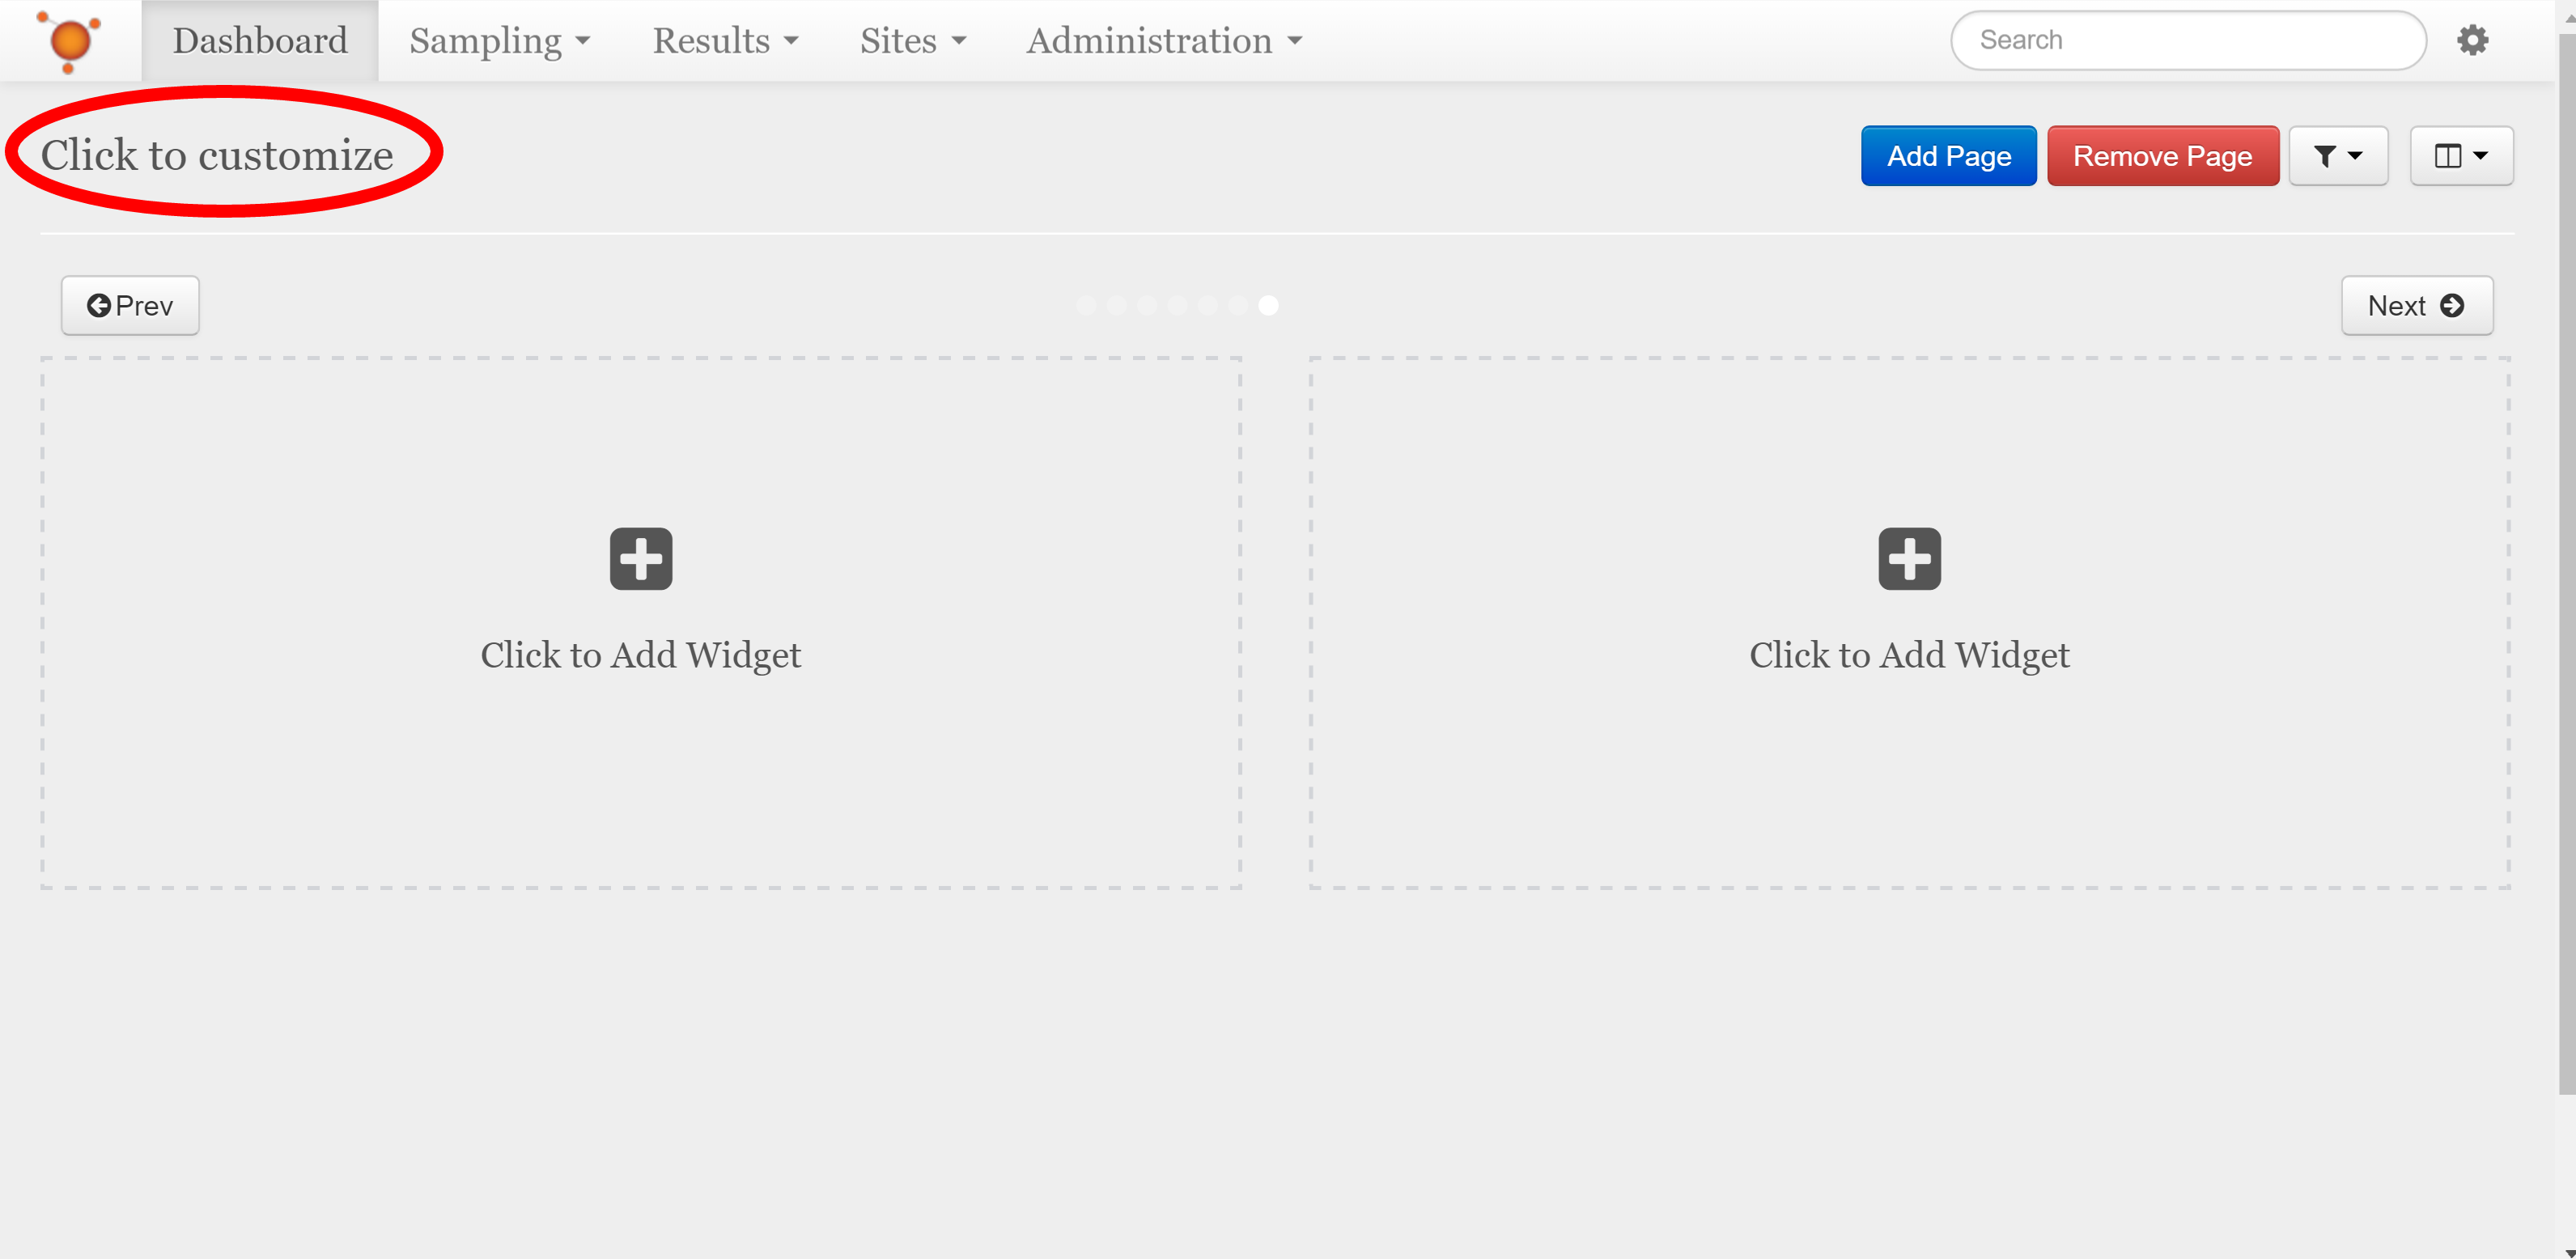 Dashboard Sampling Results Sites Administration Search
Click to customize Add Page Remove Page
Prev Next
Click to Add Widget Click to Add Widget